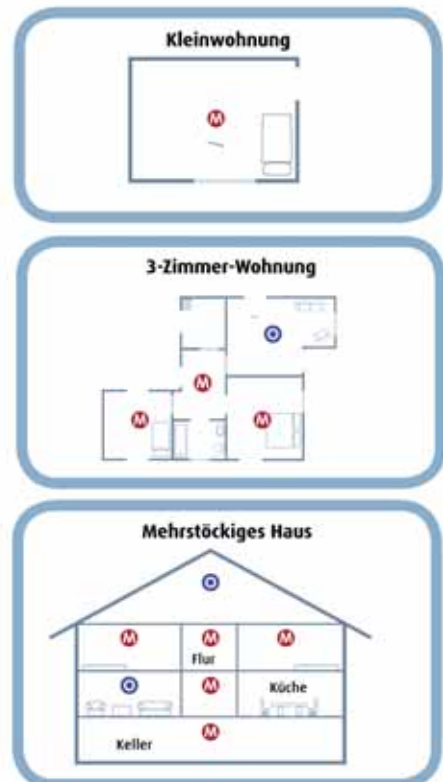 Kleinwohnung
M
3-Zimmer-Wohnung
O
M
M
M
Mehrstöckiges Haus
O
M
M
M
Flur
O
M
Küche
M
Keller